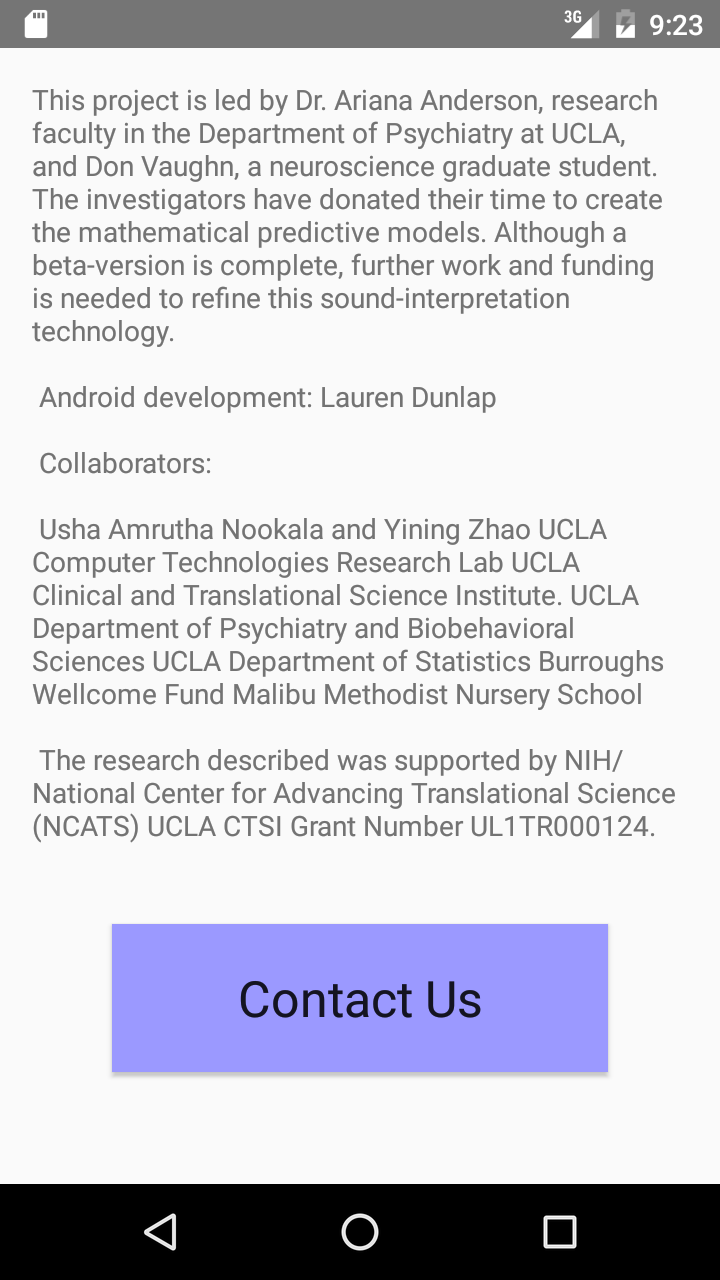 3G 9:23
This project is led by Dr. Ariana Anderson, research
faculty in the Department of Psychiatry at UCLA,
and Don Vaughn, a neuroscience graduate student.
The investigators have donated their time to create
the mathematical predictive models. Although a
beta-version is complete, further work and funding
is needed to refine this sound-interpretation
technology.
Android development: Lauren Dunlap
Collaborators:
Usha Amrutha Nookala and Yining Zhao UCLA
Computer Technologies Research Lab UCLA
Clinical and Translational Science Institute. UCLA
Department of Psychiatry and Biobehavioral
Sciences UCLA Department of Statistics Burroughs
Wellcome Fund Malibu Methodist Nursery School
The research described was supported by NIH/
National Center for Advancing Translational Science
(NCATS) UCLA CTSI Grant Number UL1TR000124.
Contact Us